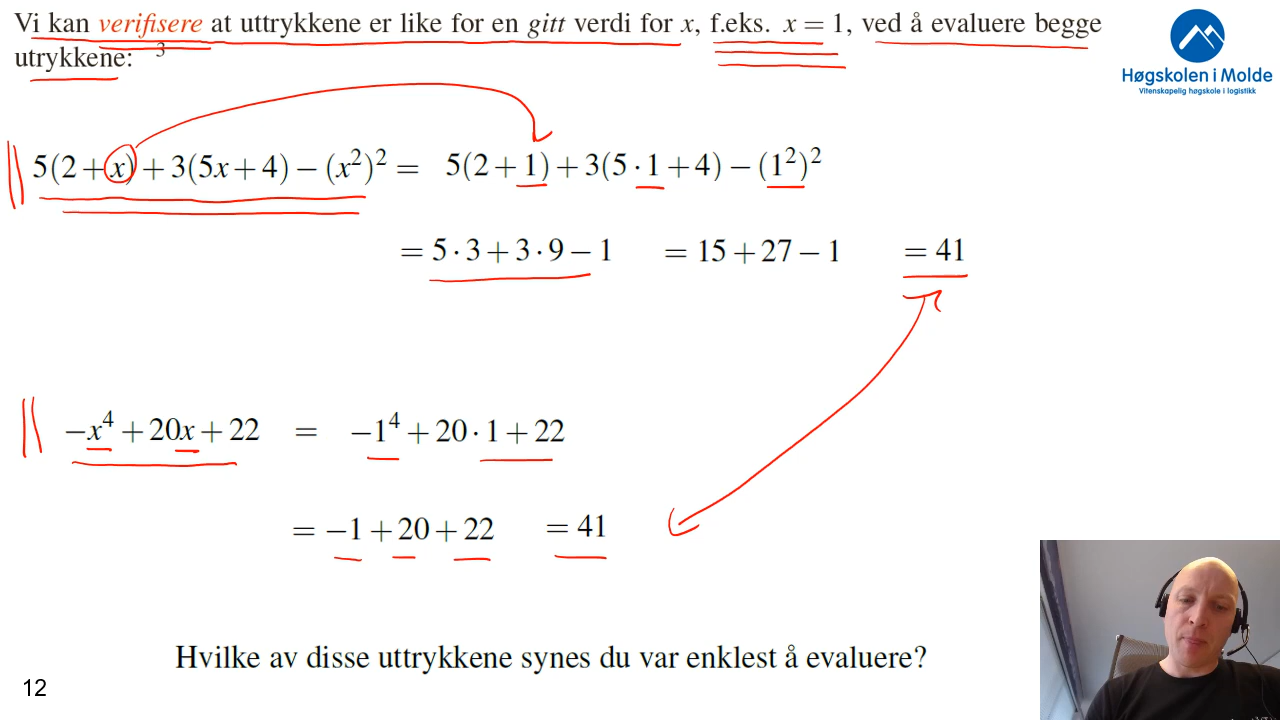 Vi kan verifisere at uttrykkene er like for en gitt verdi for x, f.eks. x = 1, ved å evaluere begge
utrykkene: ³
Høgskolen i Molde
Vitenskapelig høgskole i logistikk
5(2+x)+3(5x+4)−(x²)² = 5(2+1)+3(5·1+4)−(1²)²
= 5·3+3·9−1 = 15+27−1 = 41
−x⁴+20x+22 = −1⁴+20·1+22
= −1+20+22 = 41
Hvilke av disse uttrykkene synes du var enklest å evaluere?
12